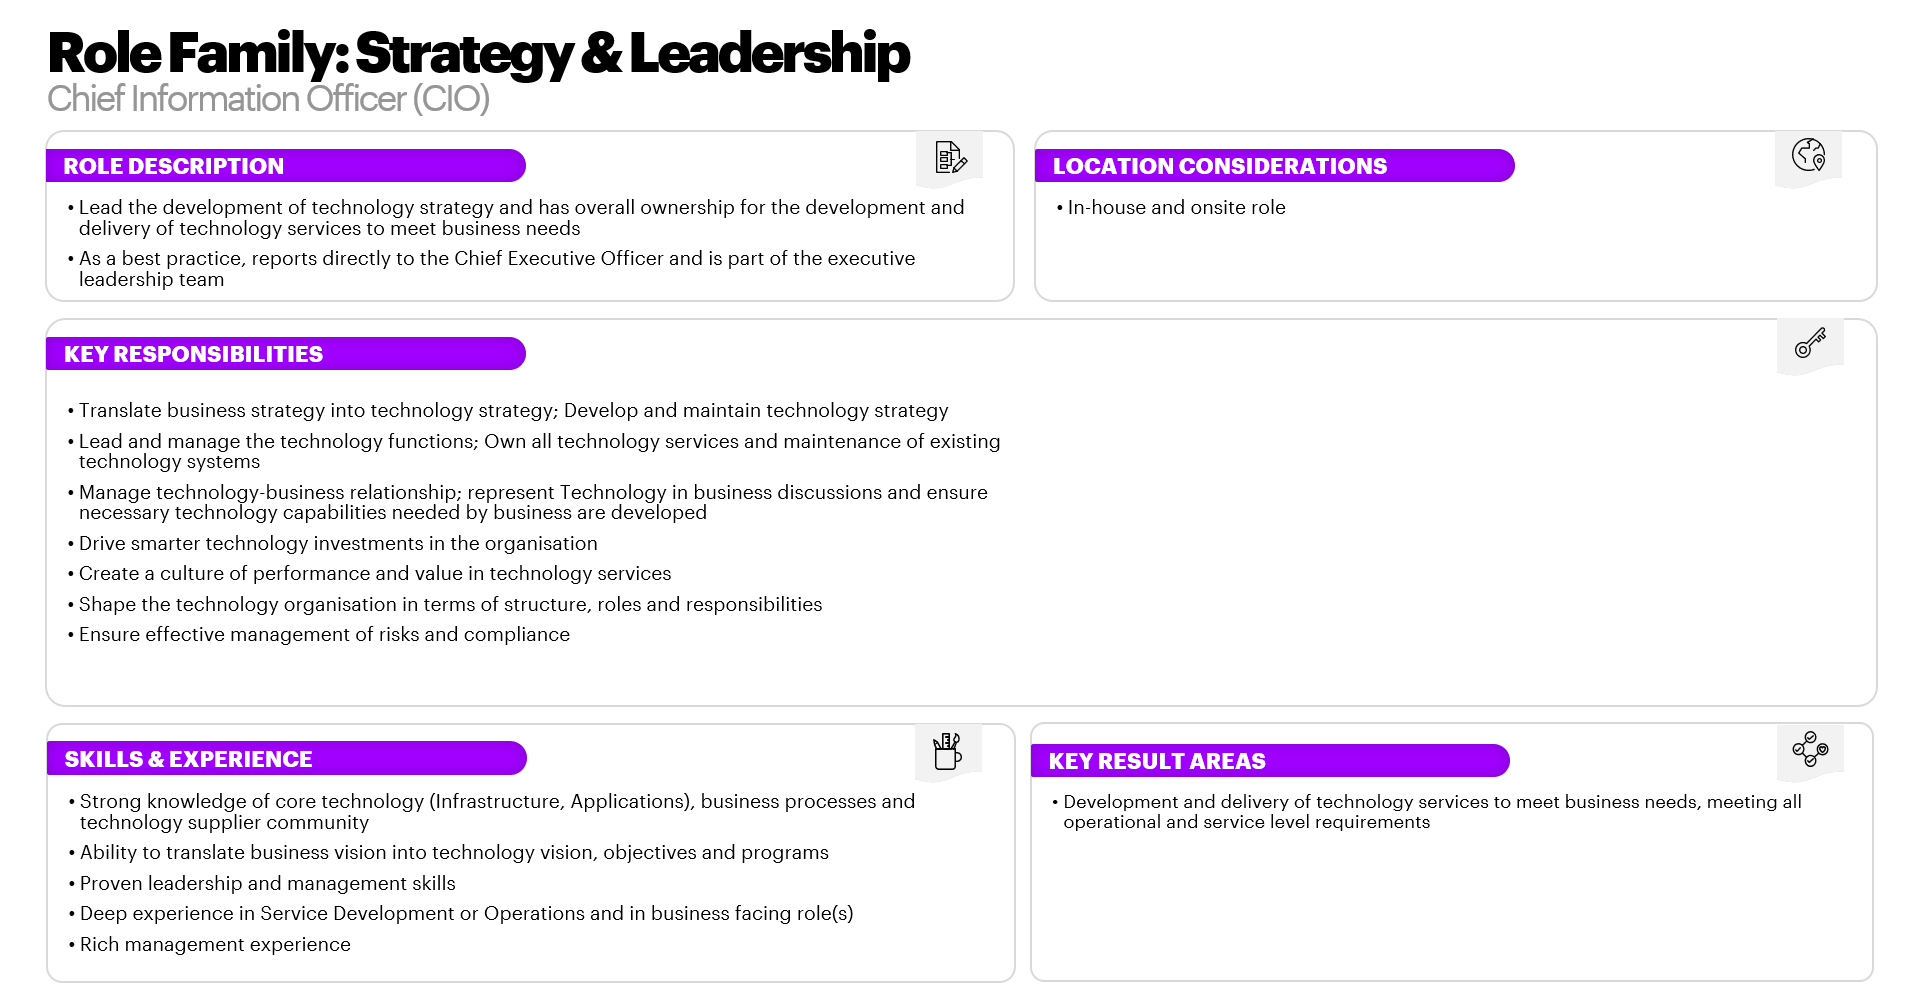 Role Family: Strategy & Leadership
Chief Information Officer (CIO)
ROLE DESCRIPTION
• Lead the development of technology strategy and has overall ownership for the development and
delivery of technology services to meet business needs
• As a best practice, reports directly to the Chief Executive Officer and is part of the executive
leadership team
LOCATION CONSIDERATIONS
• In-house and onsite role
KEY RESPONSIBILITIES
• Translate business strategy into technology strategy; Develop and maintain technology strategy
• Lead and manage the technology functions; Own all technology services and maintenance of existing
technology systems
• Manage technology-business relationship; represent Technology in business discussions and ensure
necessary technology capabilities needed by business are developed
• Drive smarter technology investments in the organisation
• Create a culture of performance and value in technology services
• Shape the technology organisation in terms of structure, roles and responsibilities
• Ensure effective management of risks and compliance
SKILLS & EXPERIENCE
• Strong knowledge of core technology (Infrastructure, Applications), business processes and
technology supplier community
• Ability to translate business vision into technology vision, objectives and programs
• Proven leadership and management skills
• Deep experience in Service Development or Operations and in business facing role(s)
• Rich management experience
KEY RESULT AREAS
• Development and delivery of technology services to meet business needs, meeting all
operational and service level requirements